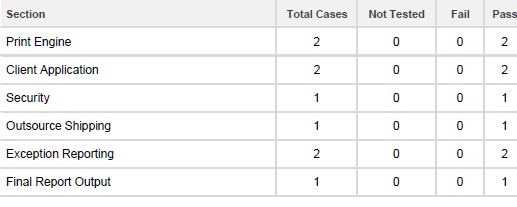 Section Total Cases Not Tested Fail Pass
Print Engine 2 0 0 2
Client Application 2 0 0 2
Security 1 0 0 1
Outsource Shipping 1 0 0 1
Exception Reporting 2 0 0 2
Final Report Output 1 0 0 1